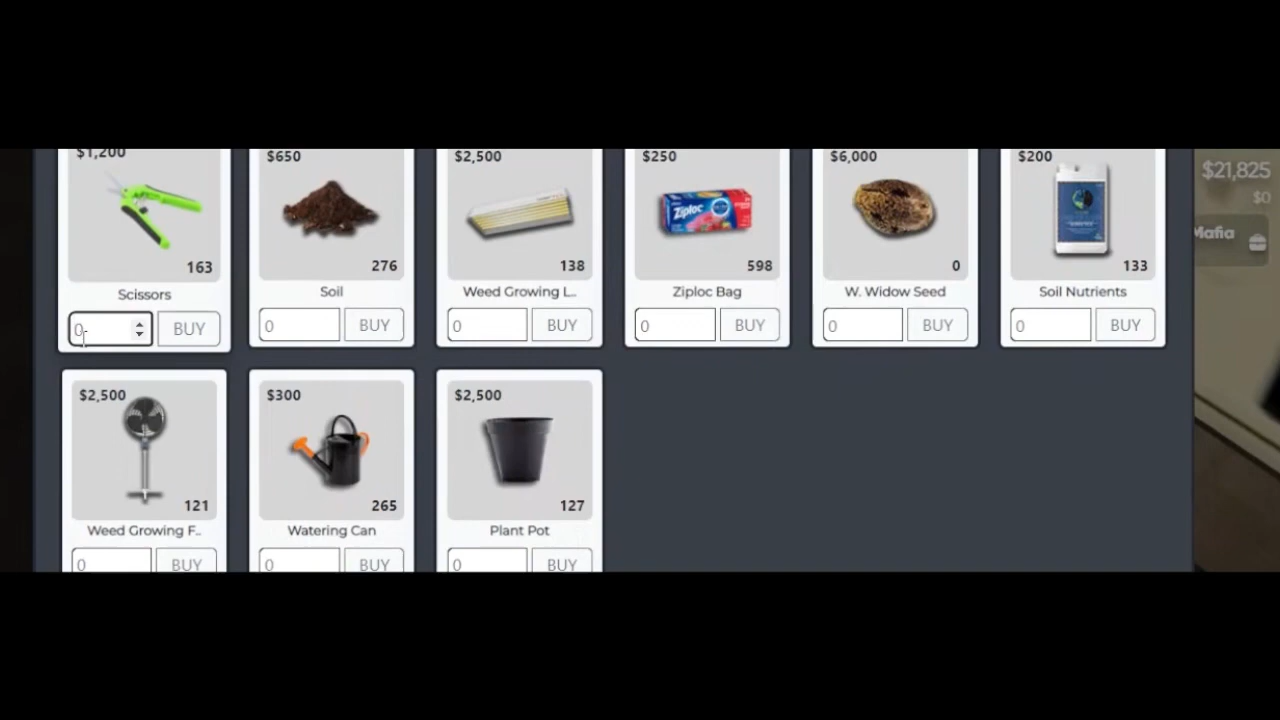 $1,200
$650
$2,500
$250
$6,000
$200
$21,825
$0
Mafia
Ziploc
163
276
138
598
0
133
Scissors
Soil
Weed Growing L..
Ziploc Bag
W. Widow Seed
Soil Nutrients
0
BUY
0
BUY
0
BUY
0
BUY
0
BUY
0
BUY
$2,500
$300
$2,500
121
265
127
Weed Growing F..
Watering Can
Plant Pot
0
BUY
0
BUY
0
BUY